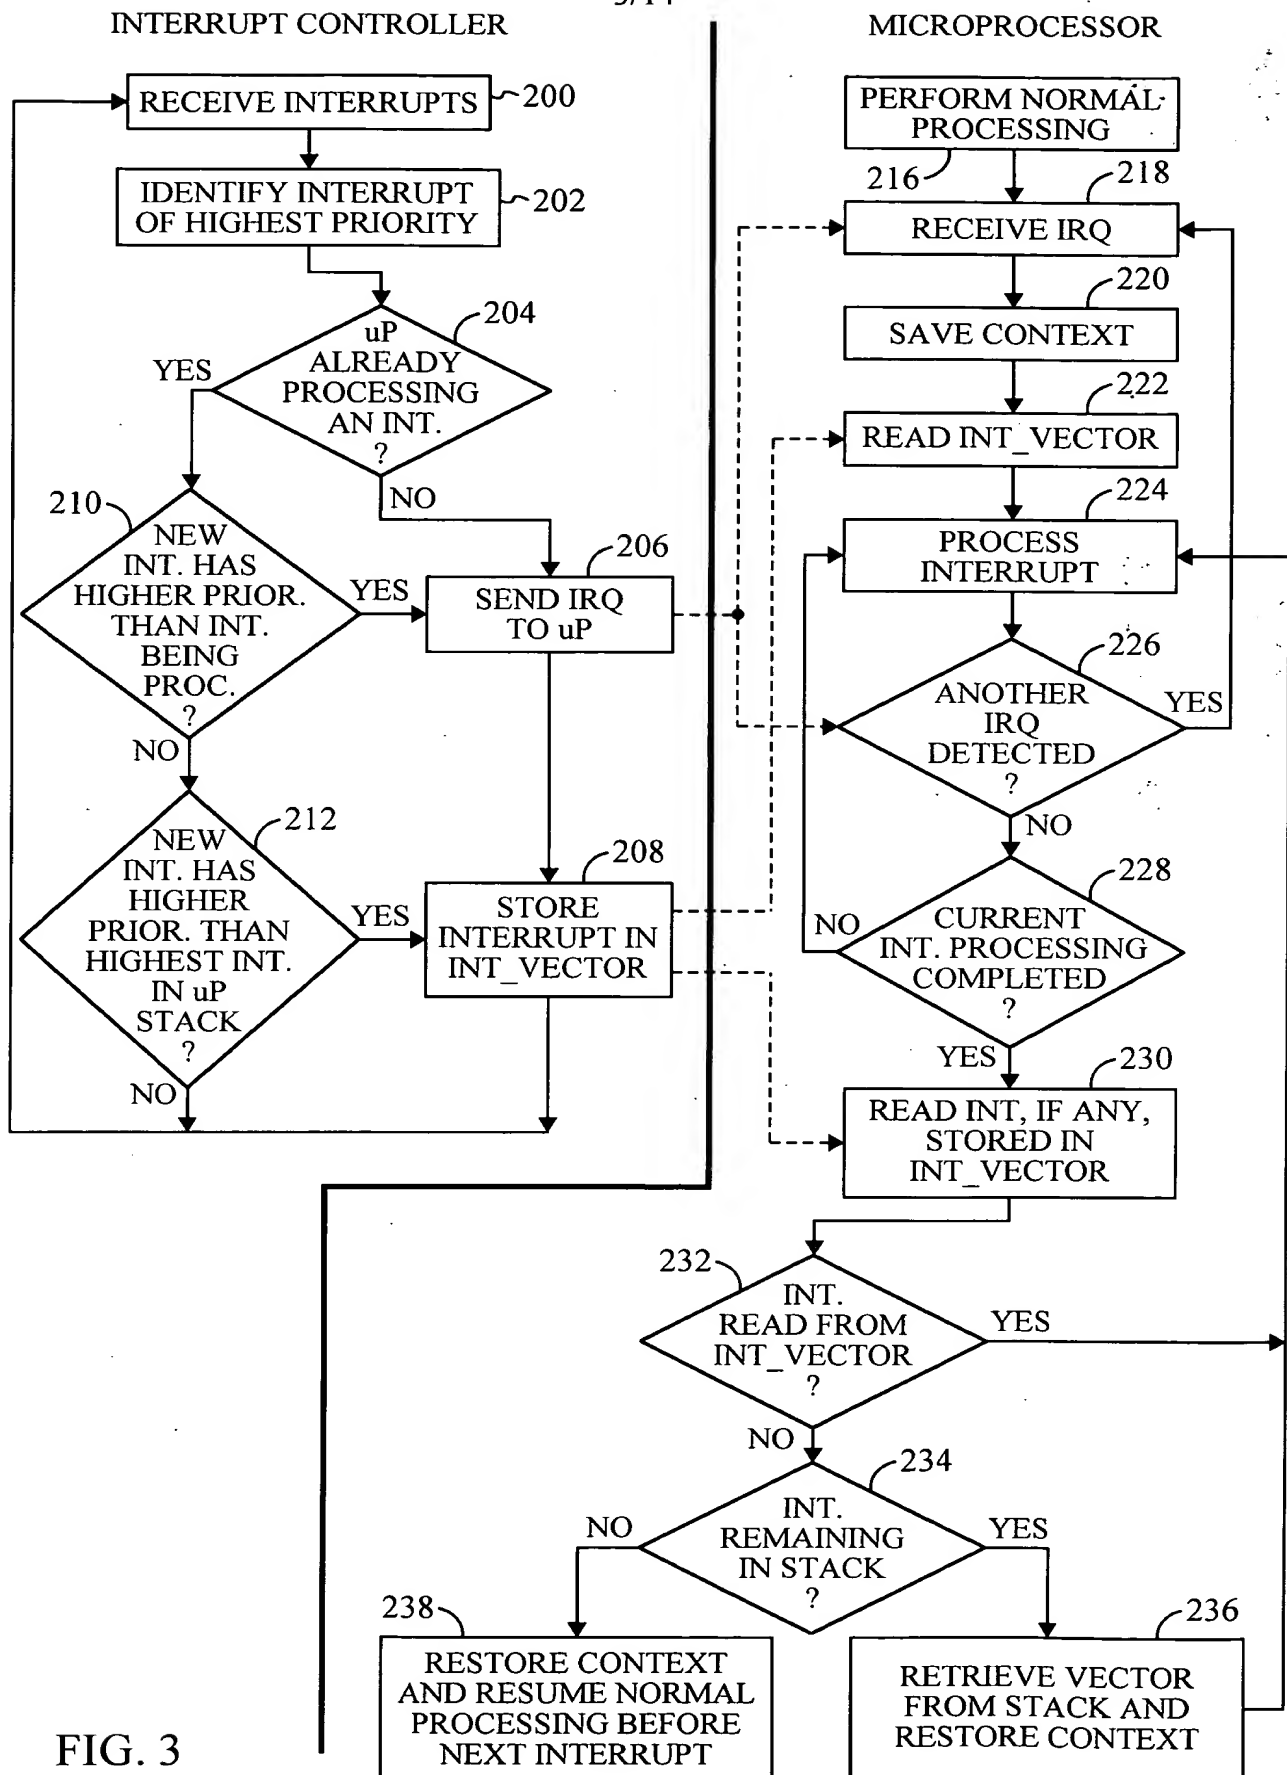 INTERRUPT CONTROLLER
RECEIVE INTERRUPTS
200
IDENTIFY INTERRUPT
OF HIGHEST PRIORITY
202
uP
ALREADY
PROCESSING
AN INT.
?
204
YES
NO
210
NEW
INT. HAS
HIGHER PRIOR.
THAN INT.
BEING
PROC.
?
YES
NO
206
SEND IRQ
TO uP
212
NEW
INT. HAS
HIGHER
PRIOR. THAN
HIGHEST INT.
IN uP
STACK
?
YES
NO
208
STORE
INTERRUPT IN
INT_VECTOR
MICROPROCESSOR
PERFORM NORMAL
PROCESSING
216
218
RECEIVE IRQ
220
SAVE CONTEXT
222
READ INT_VECTOR
224
PROCESS
INTERRUPT
226
ANOTHER
IRQ
DETECTED
?
YES
NO
228
CURRENT
INT. PROCESSING
COMPLETED
?
NO
YES
230
READ INT, IF ANY,
STORED IN
INT_VECTOR
232
INT.
READ FROM
INT_VECTOR
?
YES
NO
234
INT.
REMAINING
IN STACK
?
NO
YES
238
RESTORE CONTEXT
AND RESUME NORMAL
PROCESSING BEFORE
NEXT INTERRUPT
236
RETRIEVE VECTOR
FROM STACK AND
RESTORE CONTEXT
FIG. 3